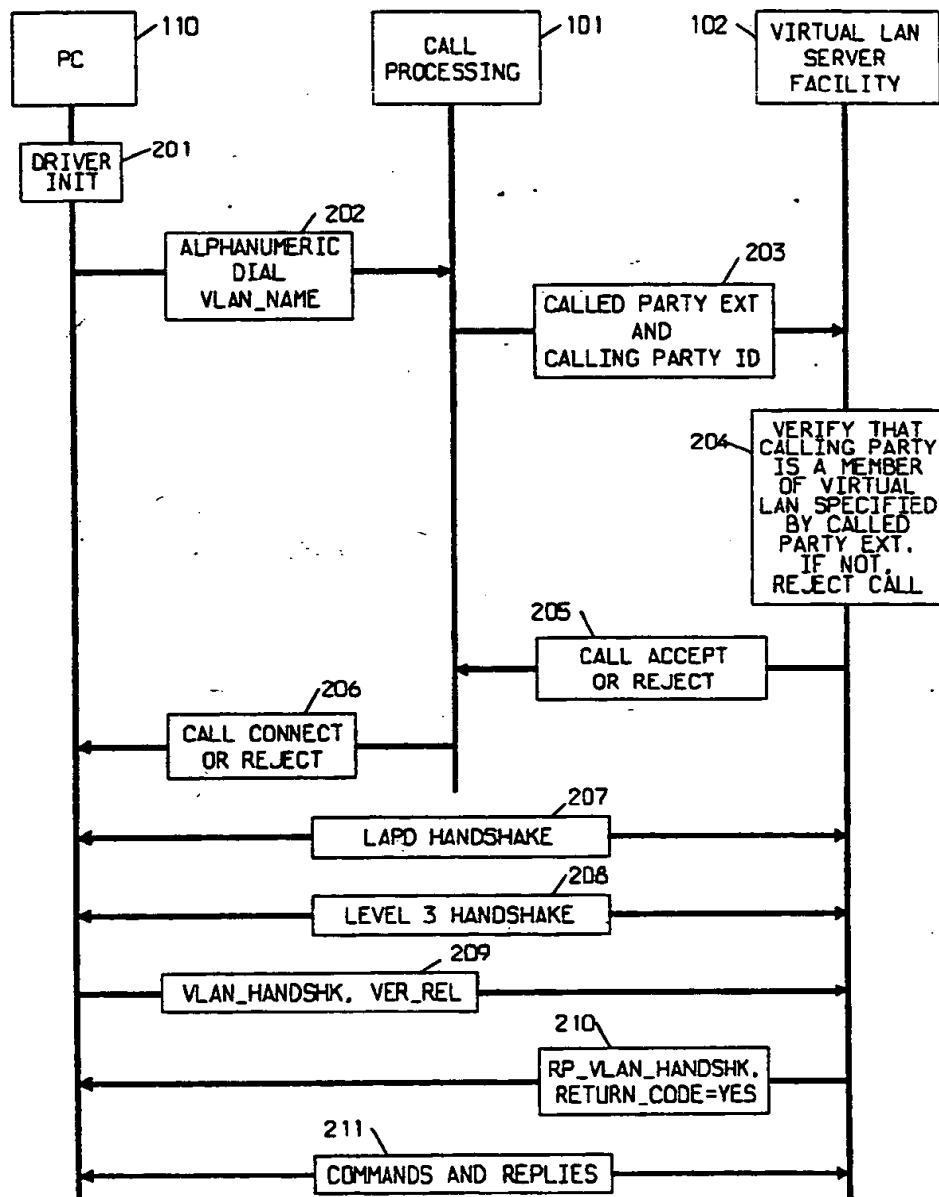 110
101
102
PC
CALL
PROCESSING
VIRTUAL LAN
SERVER
FACILITY
201
DRIVER
INIT
202
ALPHANUMERIC
DIAL
VLAN_NAME
203
CALLED PARTY EXT
AND
CALLING PARTY ID
204
VERIFY THAT
CALLING PARTY
IS A MEMBER
OF VIRTUAL
LAN SPECIFIED
BY CALLED
PARTY EXT.
IF NOT,
REJECT CALL
205
CALL ACCEPT
OR REJECT
206
CALL CONNECT
OR REJECT
207
LAPD HANDSHAKE
208
LEVEL 3 HANDSHAKE
209
VLAN_HANDSHK, VER_REL
210
RP_VLAN_HANDSHK,
RETURN_CODE=YES
211
COMMANDS AND REPLIES